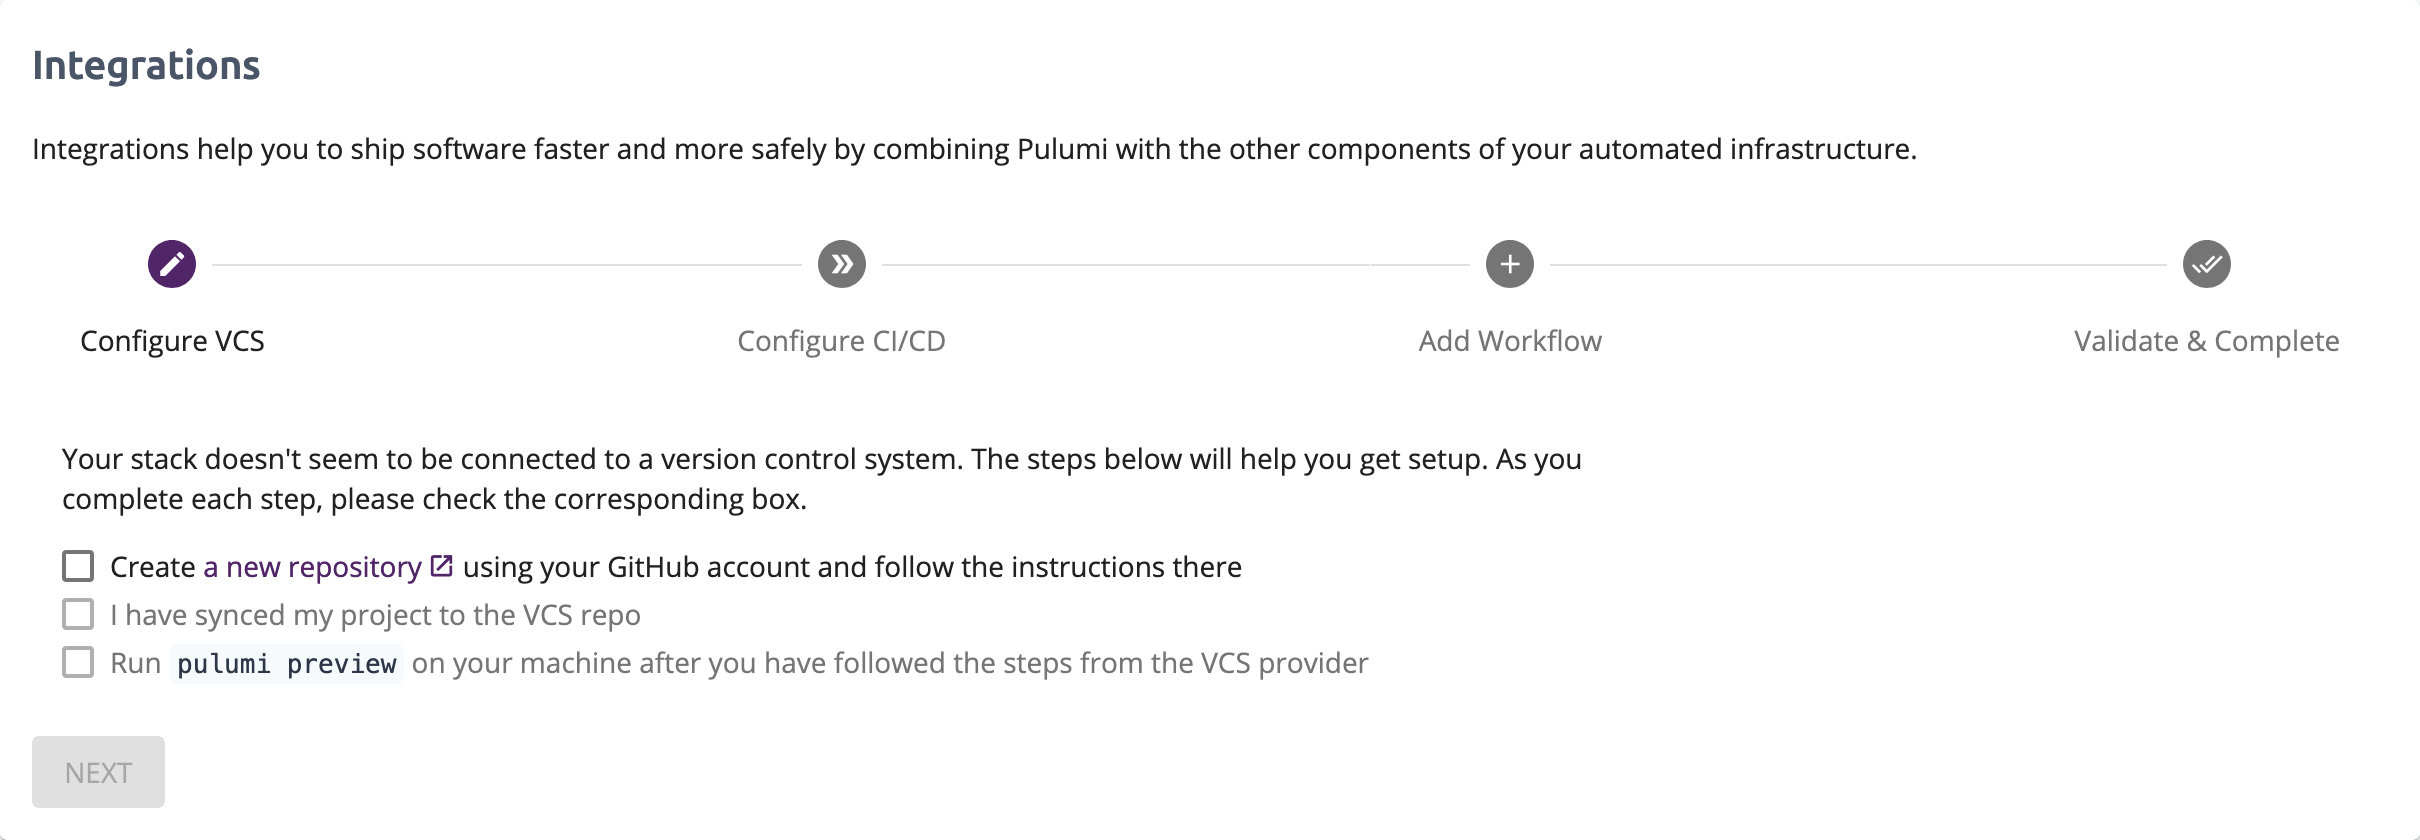 Integrations
Integrations help you to ship software faster and more safely by combining Pulumi with the other components of your automated infrastructure.
Configure VCS
Configure CI/CD
Add Workflow
Validate & Complete
Your stack doesn't seem to be connected to a version control system. The steps below will help you get setup. As you
complete each step, please check the corresponding box.
Create a new repository using your GitHub account and follow the instructions there
I have synced my project to the VCS repo
Run pulumi preview on your machine after you have followed the steps from the VCS provider
NEXT